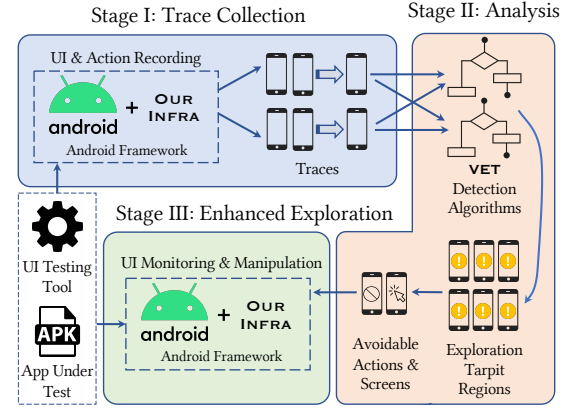 Stage I: Trace Collection
Stage II: Analysis
UI & Action Recording
android
+
OUR
INFRA
Android Framework
Traces
VET
Detection
Algorithms
UI Testing
Tool
APK
App Under
Test
Stage III: Enhanced Exploration
UI Monitoring & Manipulation
android
+
OUR
INFRA
Android Framework
Avoidable
Actions &
Screens
Exploration
Tarpit
Regions